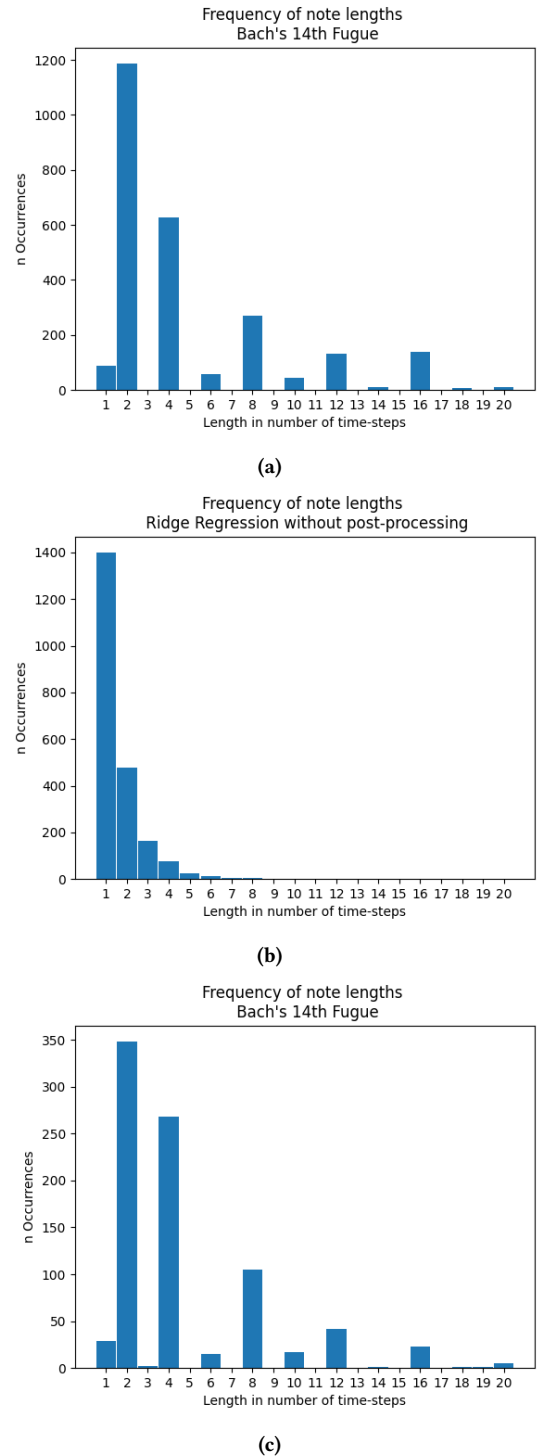 Frequency of note lengths
Bach's 14th Fugue
1200
1000
800
600
400
200
0
n Occurrences
1 2 3 4 5 6 7 8 9 10 11 12 13 14 15 16 17 18 19 20
Length in number of time-steps
(a)
Frequency of note lengths
Ridge Regression without post-processing
1400
1200
1000
800
600
400
200
0
n Occurrences
1 2 3 4 5 6 7 8 9 10 11 12 13 14 15 16 17 18 19 20
Length in number of time-steps
(b)
Frequency of note lengths
Bach's 14th Fugue
350
300
250
200
150
100
50
0
n Occurrences
1 2 3 4 5 6 7 8 9 10 11 12 13 14 15 16 17 18 19 20
Length in number of time-steps
(c)